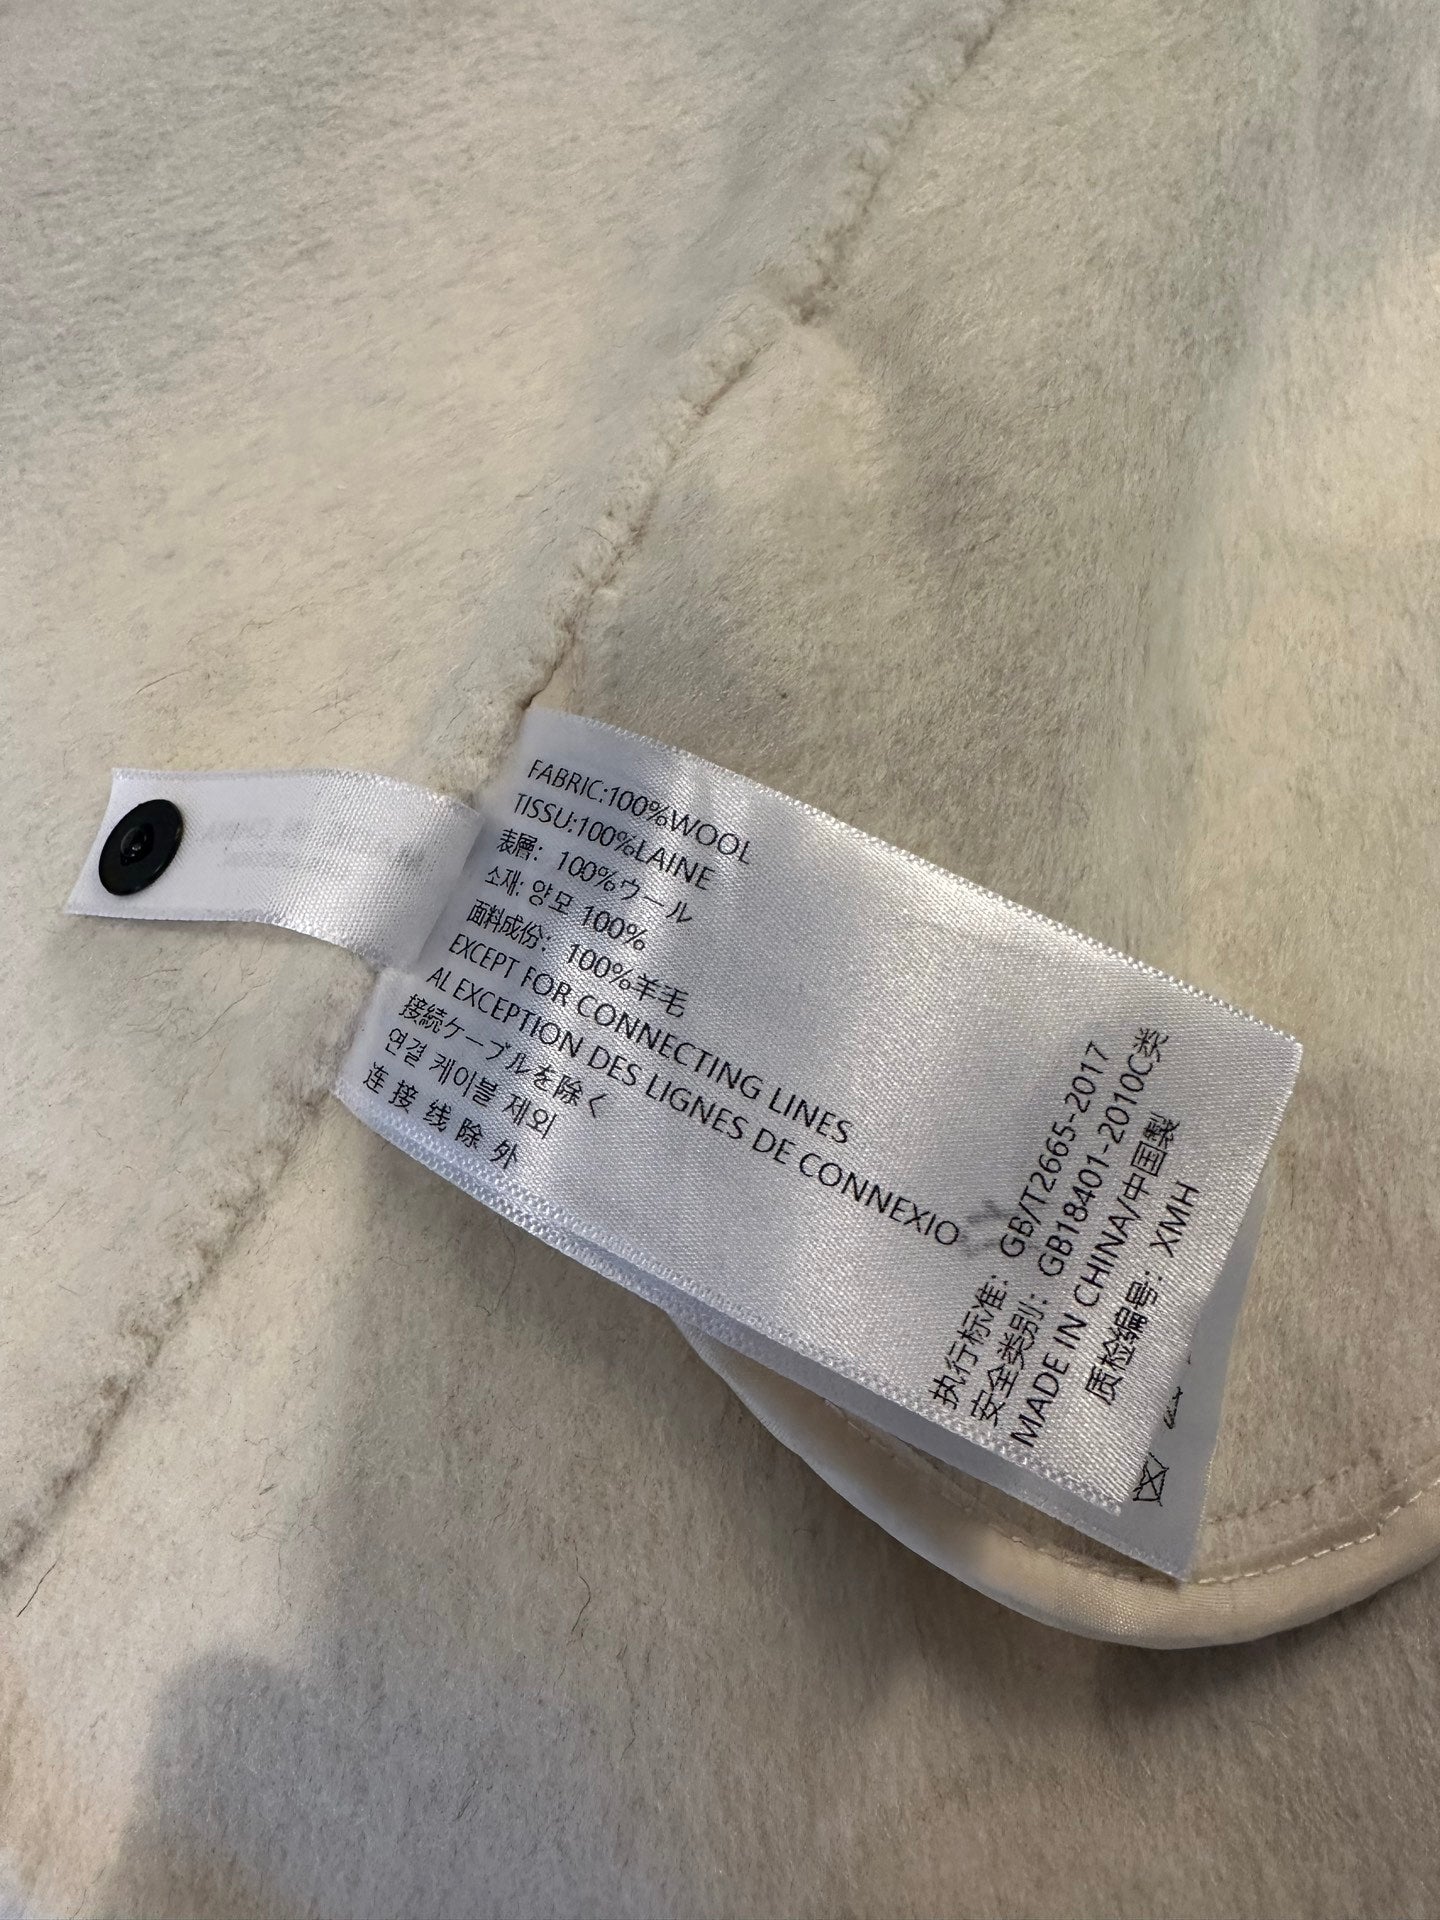 FABRIC:100%WOOL
TISSU:100%LAINE
表層: 100%ウール
소재: 양모 100%
面料成份: 100%羊毛
EXCEPT FOR CONNECTING LINES
AL EXCEPTION DES LIGNES DE CONNEXIO
接続ケーブルを除く
연결 케이블 제외
连接线除外
执行标准: GB/T2665-2017
安全类别: GB18401-2010C类
MADE IN CHINA/中国製
质检编号: XMH